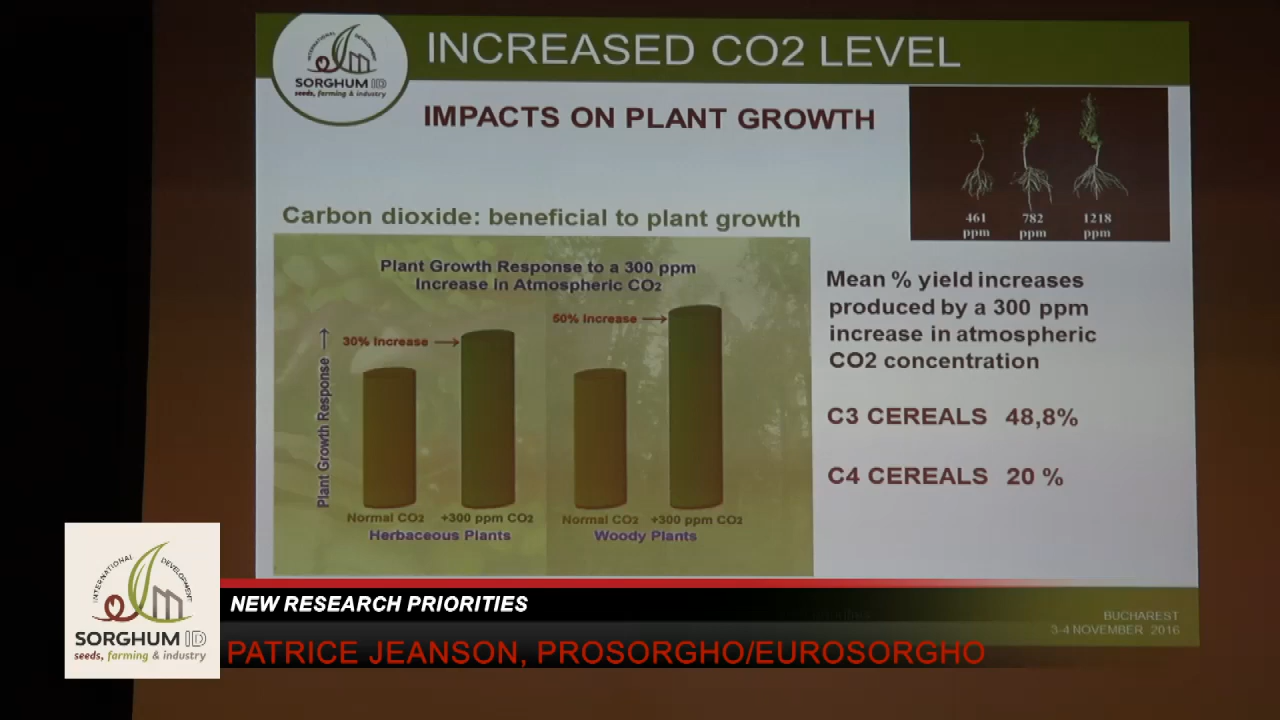 INTERNATIONAL DEVELOPMENT
SORGHUM ID
seeds, farming & industry
INCREASED CO2 LEVEL
IMPACTS ON PLANT GROWTH
461 ppm
782 ppm
1218 ppm
Carbon dioxide: beneficial to plant growth
Plant Growth Response to a 300 ppm
Increase in Atmospheric CO2
Plant Growth Response
30% Increase
50% Increase
Normal CO2
+300 ppm CO2
Normal CO2
+300 ppm CO2
Herbaceous Plants
Woody Plants
Mean % yield increases
produced by a 300 ppm
increase in atmospheric
CO2 concentration
C3 CEREALS 48,8%
C4 CEREALS 20 %
BUCHAREST
3-4 NOVEMBER 2016
INTERNATIONAL DEVELOPMENT
SORGHUM ID
seeds, farming & industry
NEW RESEARCH PRIORITIES
PATRICE JEANSON, PROSORGHO/EUROSORGHO